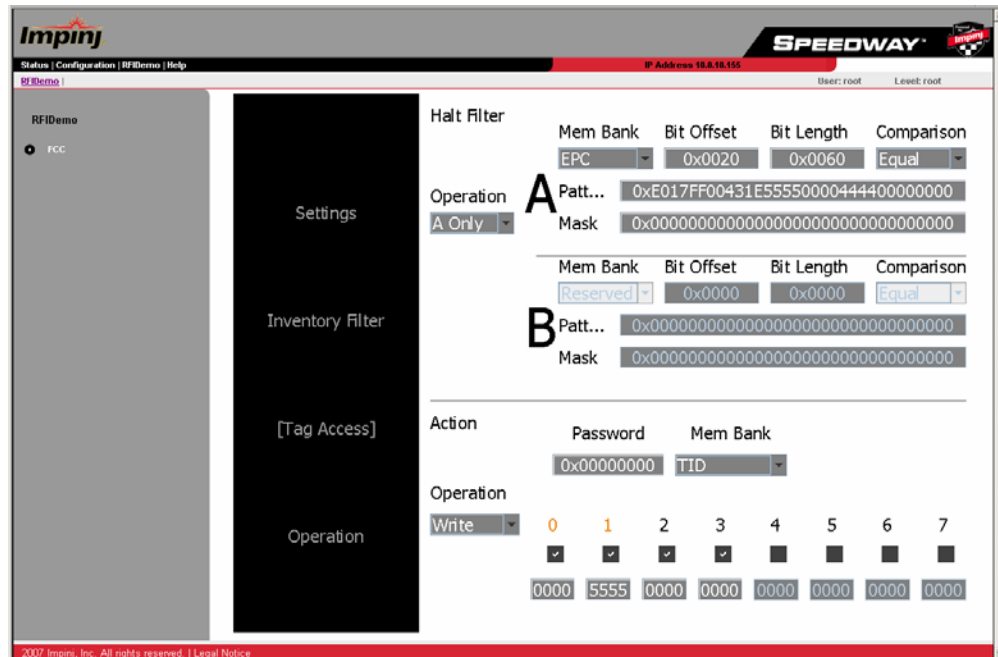 Impinj
SPEEDWAY
Impinj
Status | Configuration | RFIDemo | Help
IP Address 10.0.10.155
RFIDemo |
User: root Level: root
RFIDemo
FCC
Settings
Inventory Filter
[Tag Access]
Operation
Halt Filter
Mem Bank Bit Offset Bit Length Comparison
EPC 0x0020 0x0060 Equal
Operation
A Only
A
Patt... 0xE017FF00431E5555000044440000000
Mask 0x00000000000000000000000000000000
Mem Bank Bit Offset Bit Length Comparison
Reserved 0x0000 0x0000 Equal
B
Patt... 0x00000000000000000000000000000000
Mask 0x00000000000000000000000000000000
Action
Password Mem Bank
0x00000000 TID
Operation
Write
0 1 2 3 4 5 6 7
0000 5555 0000 0000 0000 0000 0000 0000
2007 Impinj, Inc. All rights reserved. | Legal Notice